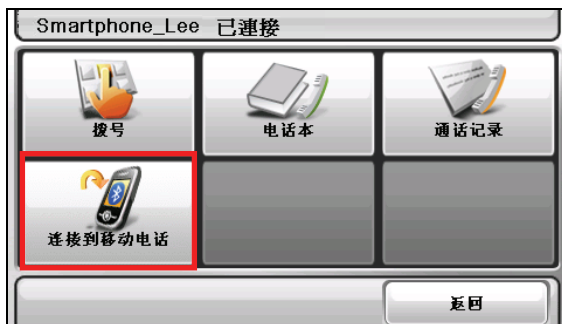 Smartphone_Lee 已連接
拨号
电话本
通话记录
连接到移动电话
返回